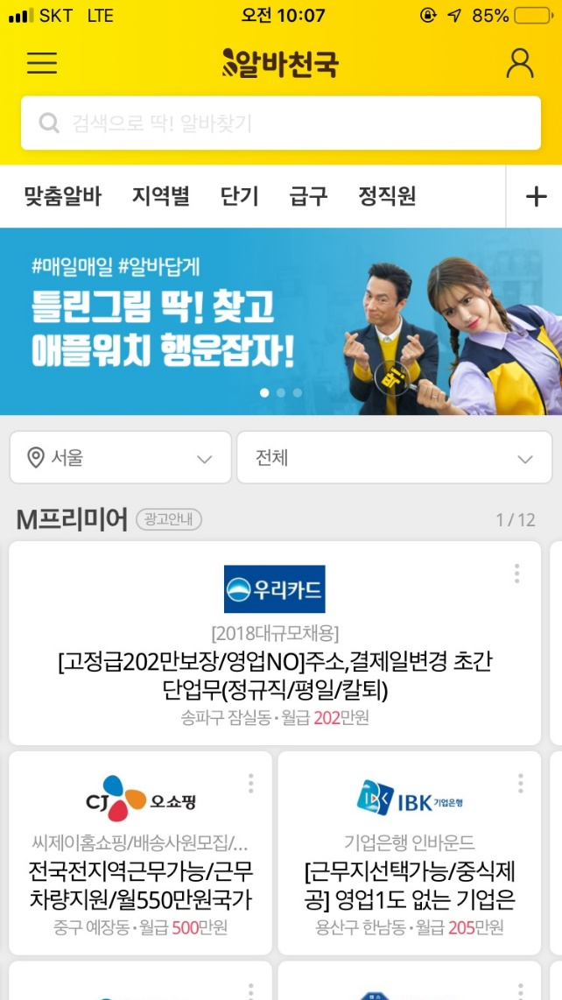 SKT LTE 오전 10:07 85%
알바천국
검색으로 딱! 알바찾기
맞춤알바 지역별 단기 급구 정직원 +
#매일매일 #알바답게
틀린그림 딱! 찾고
애플워치 행운잡자!
딱!
서울 전체
M프리미어 광고안내 1 / 12
우리카드
[2018대규모채용]
[고정급202만보장/영업NO]주소,결제일변경 초간
단업무(정규직/평일/칼퇴)
송파구 잠실동 · 월급 202만원
CJ 오쇼핑
씨제이홈쇼핑/배송사원모집/...
전국전지역근무가능/근무
차량지원/월550만원국가
중구 예장동 · 월급 500만원
IBK 기업은행
기업은행 인바운드
[근무지선택가능/중식제
공] 영업1도 없는 기업은
용산구 한남동 · 월급 205만원